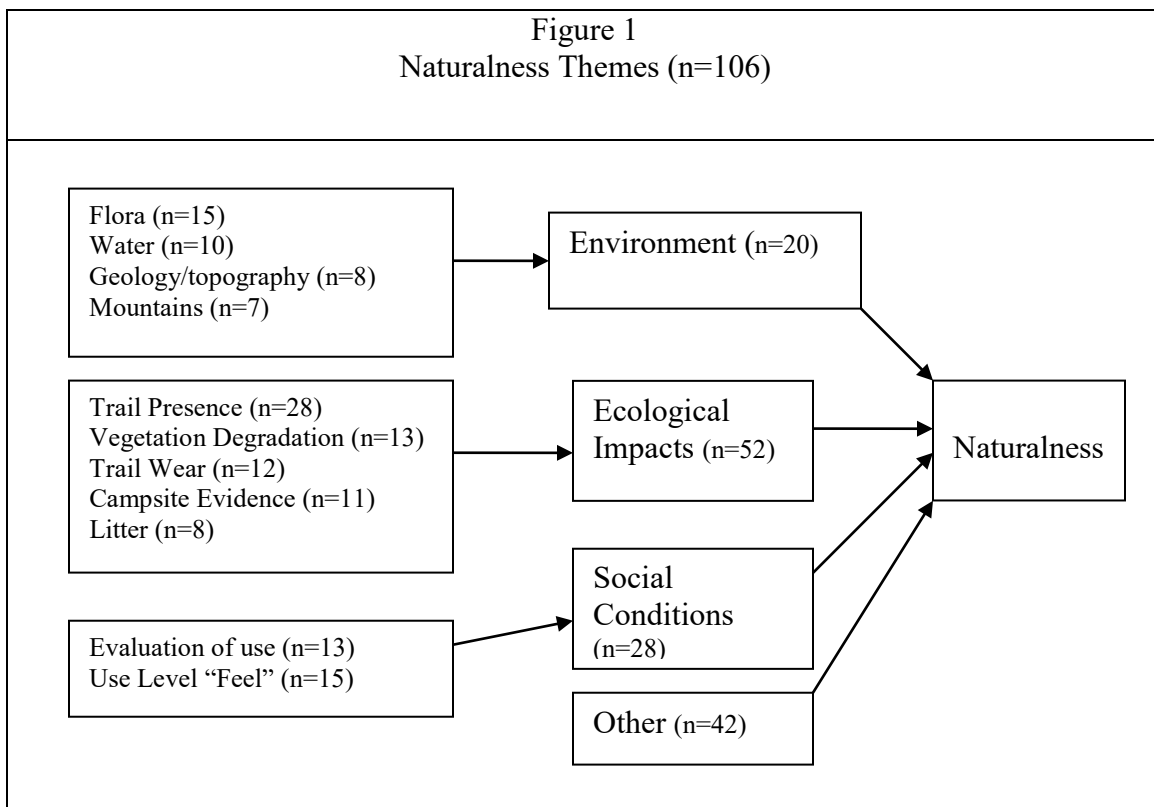 Figure 1
Naturalness Themes (n=106)
Flora (n=15)
Water (n=10)
Geology/topography (n=8)
Mountains (n=7)
Environment (n=20)
Trail Presence (n=28)
Vegetation Degradation (n=13)
Trail Wear (n=12)
Campsite Evidence (n=11)
Litter (n=8)
Ecological
Impacts (n=52)
Naturalness
Evaluation of use (n=13)
Use Level “Feel” (n=15)
Social
Conditions
(n=28)
Other (n=42)